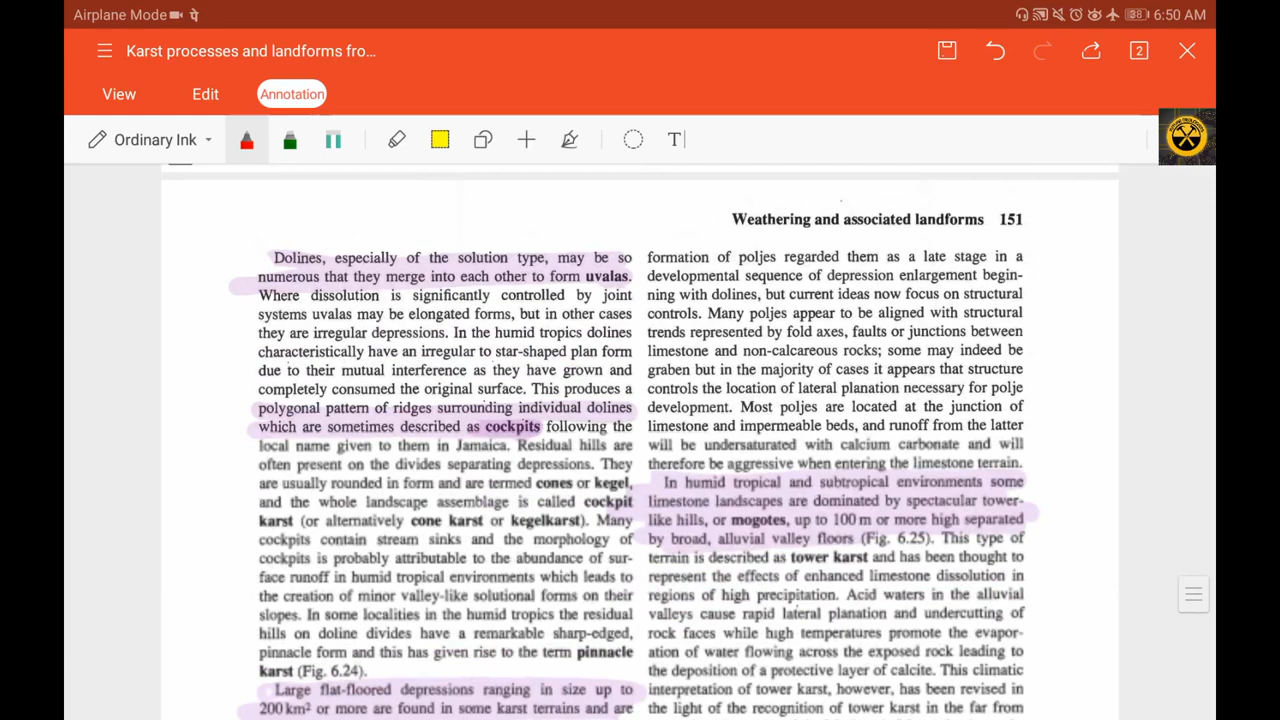 Airplane Mode
38 6:50 AM
Karst processes and landforms fro...
2
View
Edit
Annotation
Ordinary Ink
T
Weathering and associated landforms 151
Dolines, especially of the solution type, may be so
numerous that they merge into each other to form uvalas.
Where dissolution is significantly controlled by joint
systems uvalas may be elongated forms, but in other cases
they are irregular depressions. In the humid tropics dolines
characteristically have an irregular to star-shaped plan form
due to their mutual interference as they have grown and
completely consumed the original surface. This produces a
polygonal pattern of ridges surrounding individual dolines
which are sometimes described as cockpits following the
local name given to them in Jamaica. Residual hills are
often present on the divides separating depressions. They
are usually rounded in form and are termed cones or kegel,
and the whole landscape assemblage is called cockpit
karst (or alternatively cone karst or kegelkarst). Many
cockpits contain stream sinks and the morphology of
cockpits is probably attributable to the abundance of sur-
face runoff in humid tropical environments which leads to
the creation of minor valley-like solutional forms on their
slopes. In some localities in the humid tropics the residual
hills on doline divides have a remarkable sharp-edged,
pinnacle form and this has given rise to the term pinnacle
karst (Fig. 6.24).
Large flat-floored depressions ranging in size up to
200 km² or more are found in some karst terrains and are
formation of poljes regarded them as a late stage in a
developmental sequence of depression enlargement begin-
ning with dolines, but current ideas now focus on structural
controls. Many poljes appear to be aligned with structural
trends represented by fold axes, faults or junctions between
limestone and non-calcareous rocks; some may indeed be
graben but in the majority of cases it appears that structure
controls the location of lateral planation necessary for polje
development. Most poljes are located at the junction of
limestone and impermeable beds, and runoff from the latter
will be undersaturated with calcium carbonate and will
therefore be aggressive when entering the limestone terrain.
In humid tropical and subtropical environments some
limestone landscapes are dominated by spectacular tower-
like hills, or mogotes, up to 100 m or more high separated
by broad, alluvial valley floors (Fig. 6.25). This type of
terrain is described as tower karst and has been thought to
represent the effects of enhanced limestone dissolution in
regions of high precipitation. Acid waters in the alluvial
valleys cause rapid lateral planation and undercutting of
rock faces while high temperatures promote the evapor-
ation of water flowing across the exposed rock leading to
the deposition of a protective layer of calcite. This climatic
interpretation of tower karst, however, has been revised in
the light of the recognition of tower karst in the far from